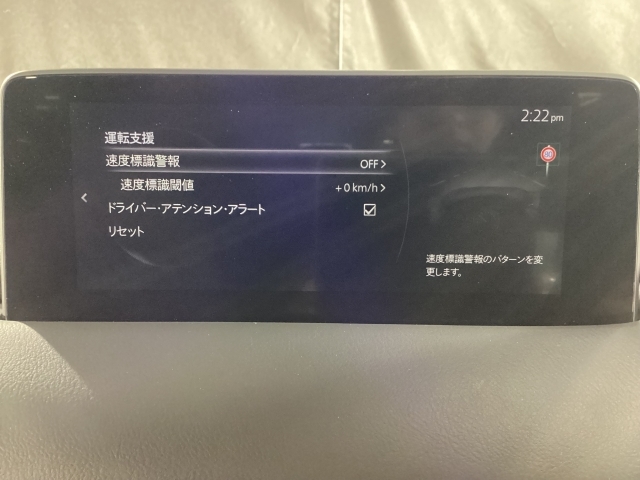 2:22pm
運転支援
速度標識警報 OFF
速度標識閾値 +0 km/h
ドライバー・アテンション・アラート
リセット
速度標識警報のパターンを変
更します。